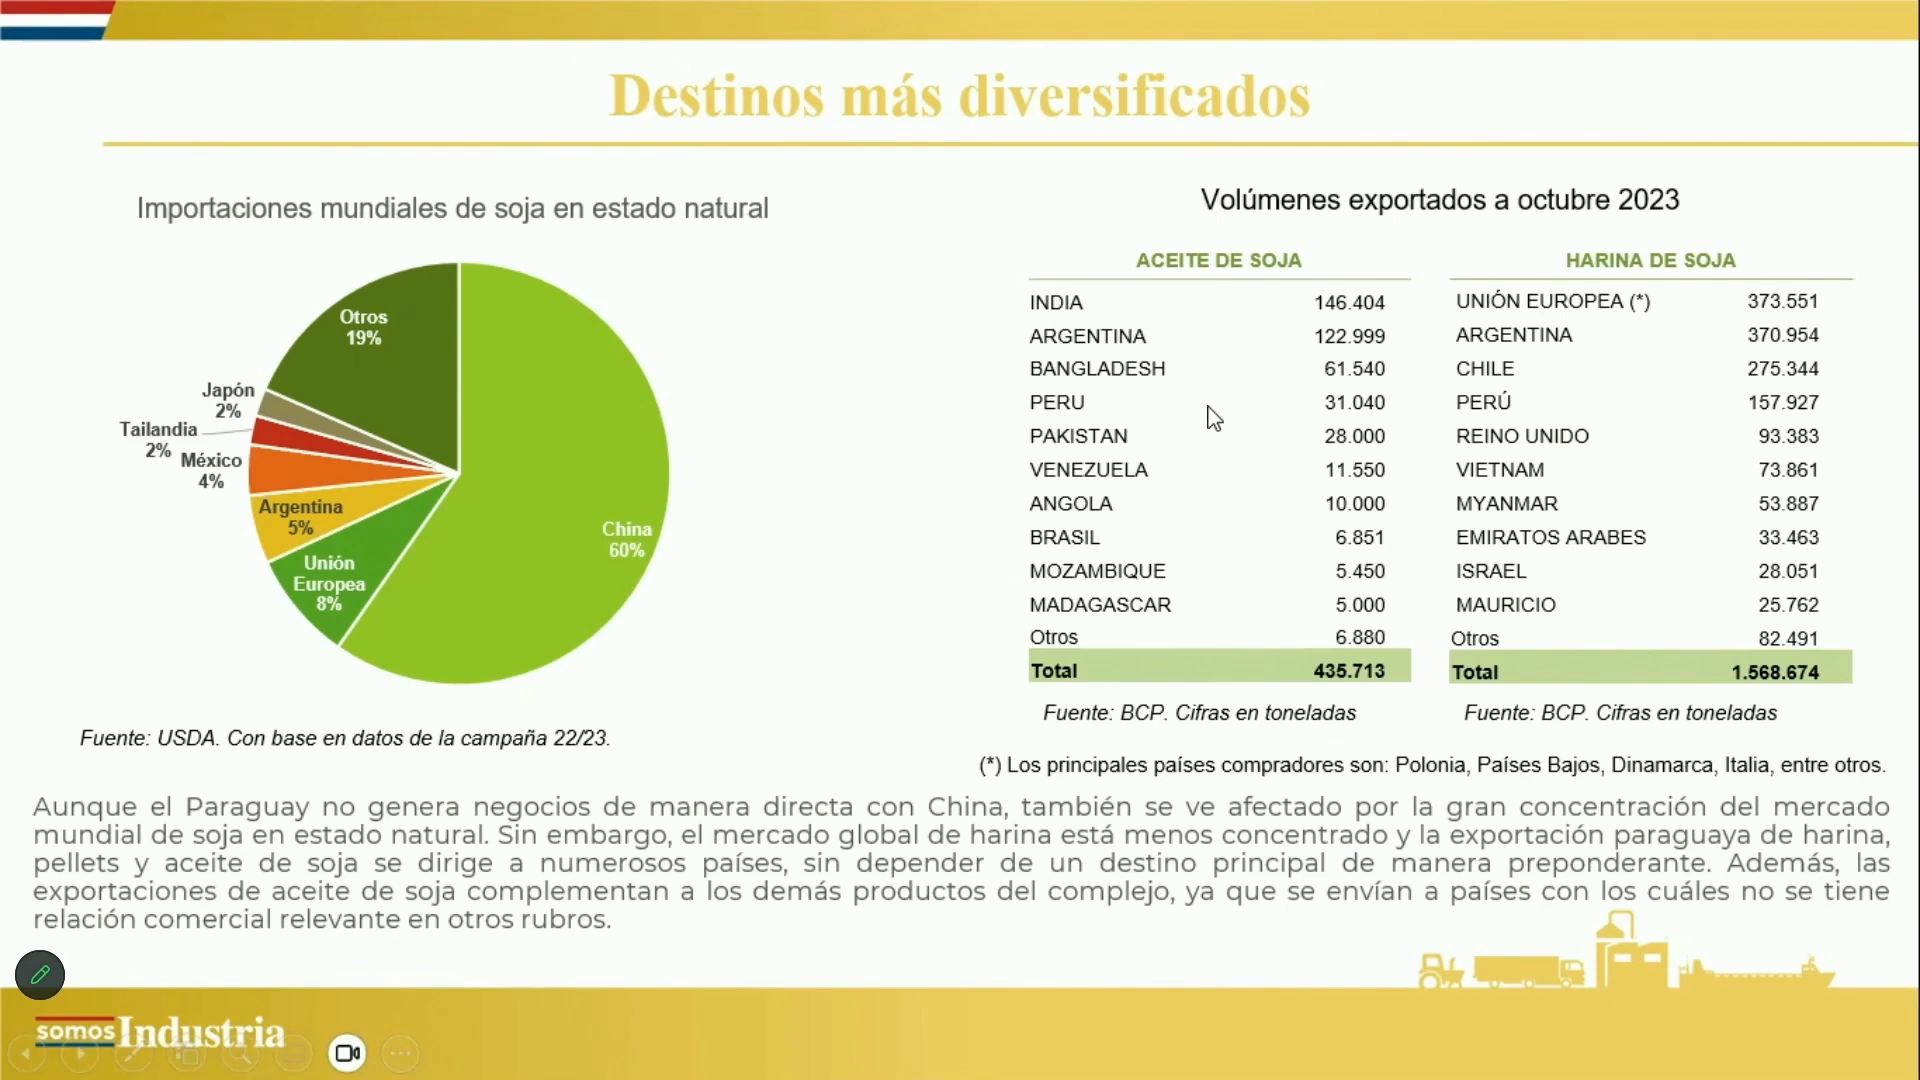 Destinos más diversificados
Importaciones mundiales de soja en estado natural
Otros
19%
Japón
2%
Tailandia
2%
México
4%
Argentina
5%
Unión
Europea
8%
China
60%
Fuente: USDA. Con base en datos de la campaña 22/23.
Volúmenes exportados a octubre 2023
ACEITE DE SOJA
INDIA 146.404
ARGENTINA 122.999
BANGLADESH 61.540
PERU 31.040
PAKISTAN 28.000
VENEZUELA 11.550
ANGOLA 10.000
BRASIL 6.851
MOZAMBIQUE 5.450
MADAGASCAR 5.000
Otros 6.880
Total 435.713
Fuente: BCP. Cifras en toneladas
HARINA DE SOJA
UNIÓN EUROPEA (*) 373.551
ARGENTINA 370.954
CHILE 275.344
PERÚ 157.927
REINO UNIDO 93.383
VIETNAM 73.861
MYANMAR 53.887
EMIRATOS ARABES 33.463
ISRAEL 28.051
MAURICIO 25.762
Otros 82.491
Total 1.568.674
Fuente: BCP. Cifras en toneladas
(*) Los principales países compradores son: Polonia, Países Bajos, Dinamarca, Italia, entre otros.
Aunque el Paraguay no genera negocios de manera directa con China, también se ve afectado por la gran concentración del mercado
mundial de soja en estado natural. Sin embargo, el mercado global de harina está menos concentrado y la exportación paraguaya de harina,
pellets y aceite de soja se dirige a numerosos países, sin depender de un destino principal de manera preponderante. Además, las
exportaciones de aceite de soja complementan a los demás productos del complejo, ya que se envían a países con los cuáles no se tiene
relación comercial relevante en otros rubros.
somos Industria